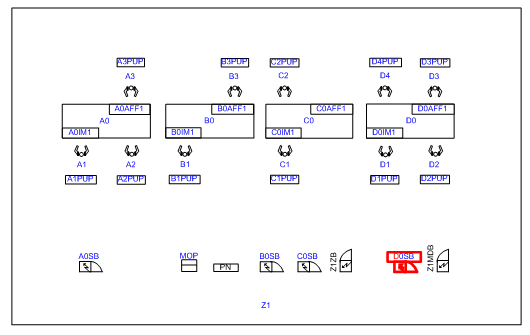 A3PUP B3PUP C2PUP D4PUP D3PUP
A3 B3 C2 D4 D3
A0AFF1 B0AFF1 C0AFF1 D0AFF1
A0 B0 C0 D0
A0IM1 B0IM1 C0IM1 D0IM1
A1 A2 B1 C1 D1 D2
A1PUP A2PUP B1PUP C1PUP D1PUP D2PUP
A0SB MOP B0SB C0SB Z1ZB D0SB Z1MDB
PN
Z1